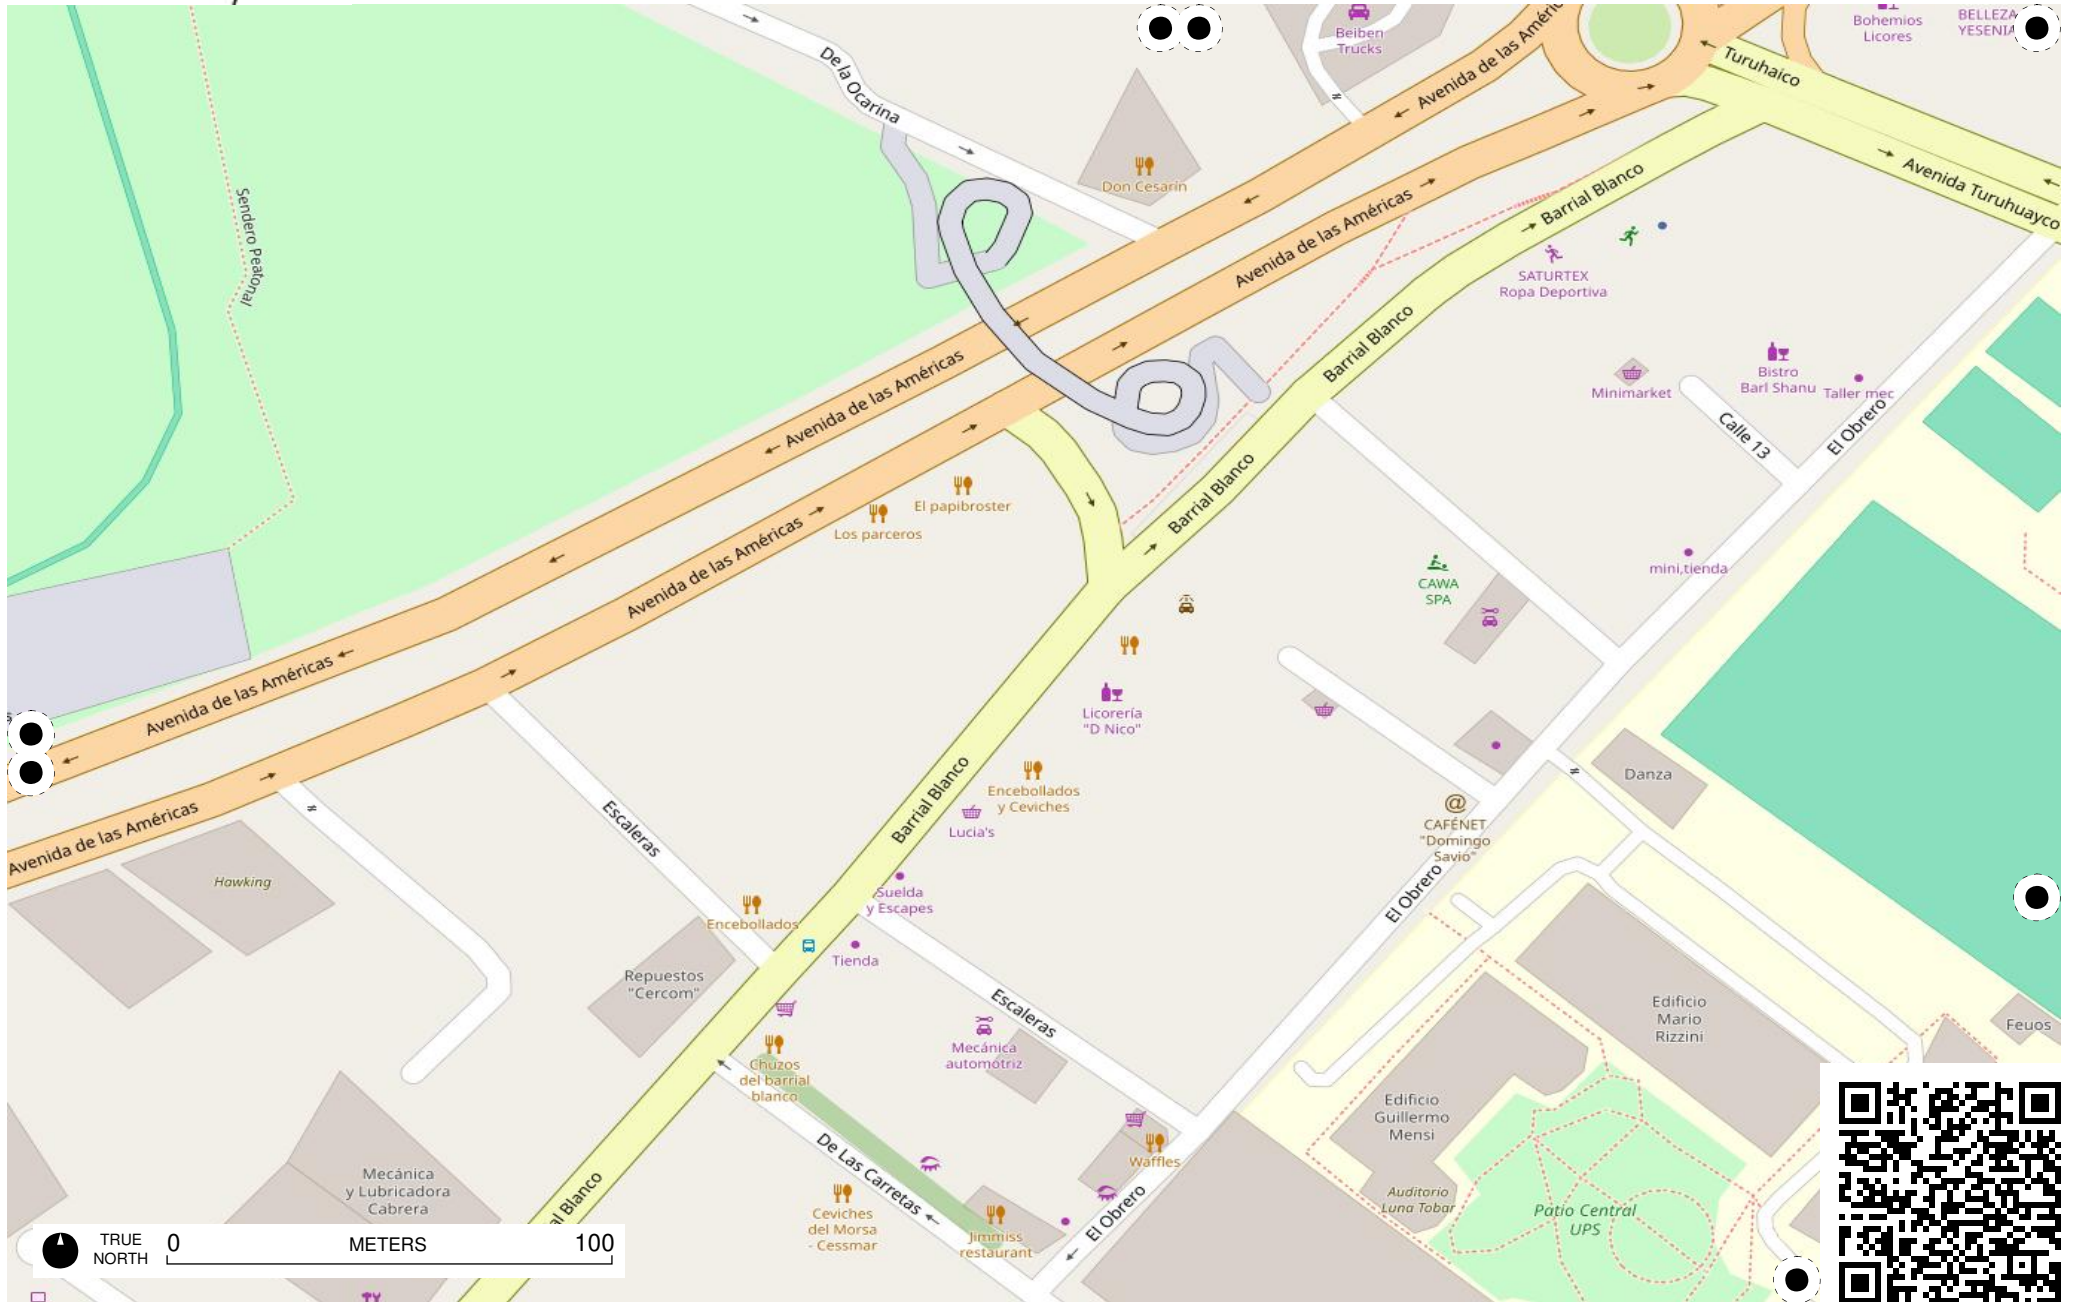 Beiben
Trucks
Bohemios
Licores
BELLEZA
YESENIA
De la Ocarina
Avenida de las Améric
Turuhaico
Don Cesarin
Avenida Turuhuayco
Barrial Blanco
Sendero Peatonal
Avenida de las Américas
SATURTEX
Ropa Deportiva
Barrial Blanco
Avenida de las Américas
Minimarket
Bistro
Barl Shanu
Taller mec
Calle 13
El Obrero
Barrial Blanco
El papibroster
Los parceros
Avenida de las Américas
CAWA
SPA
mini,tienda
Avenida de las Américas
Licorería
"D Nico"
Danza
Encebollados
y Ceviches
Lucia's
Barrial Blanco
Avenida de las Américas
Escaleras
CAFÉNET
"Domingo
Savio"
Hawking
Suelda
y Escapes
El Obrero
Encebollados
Tienda
Repuestos
"Cercom"
Escaleras
Edificio
Mario
Rizzini
Feuos
Mecánica
automotriz
Chuzos
del barrial
blanco
Edificio
Guillermo
Mensi
De Las Carretas
Waffles
Mecánica
y Lubricadora
Cabrera
al Blanco
Auditorio
Luna Tobar
Patio Central
UPS
Ceviches
del Morsa
- Cessmar
Jimmiss
restaurant
El Obrero
TRUE
NORTH
0 METERS 100